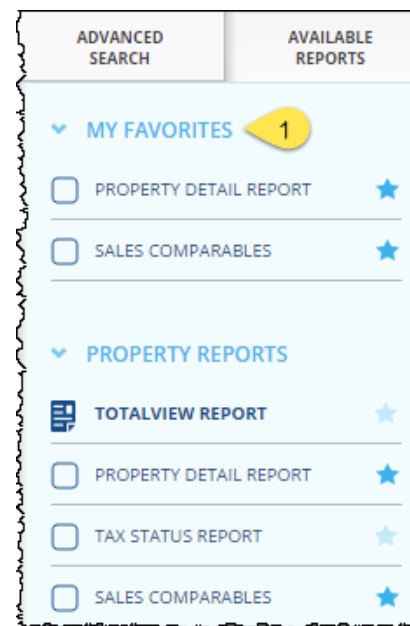 ADVANCED
SEARCH
AVAILABLE
REPORTS
MY FAVORITES
1
PROPERTY DETAIL REPORT
SALES COMPARABLES
PROPERTY REPORTS
TOTALVIEW REPORT
PROPERTY DETAIL REPORT
TAX STATUS REPORT
SALES COMPARABLES